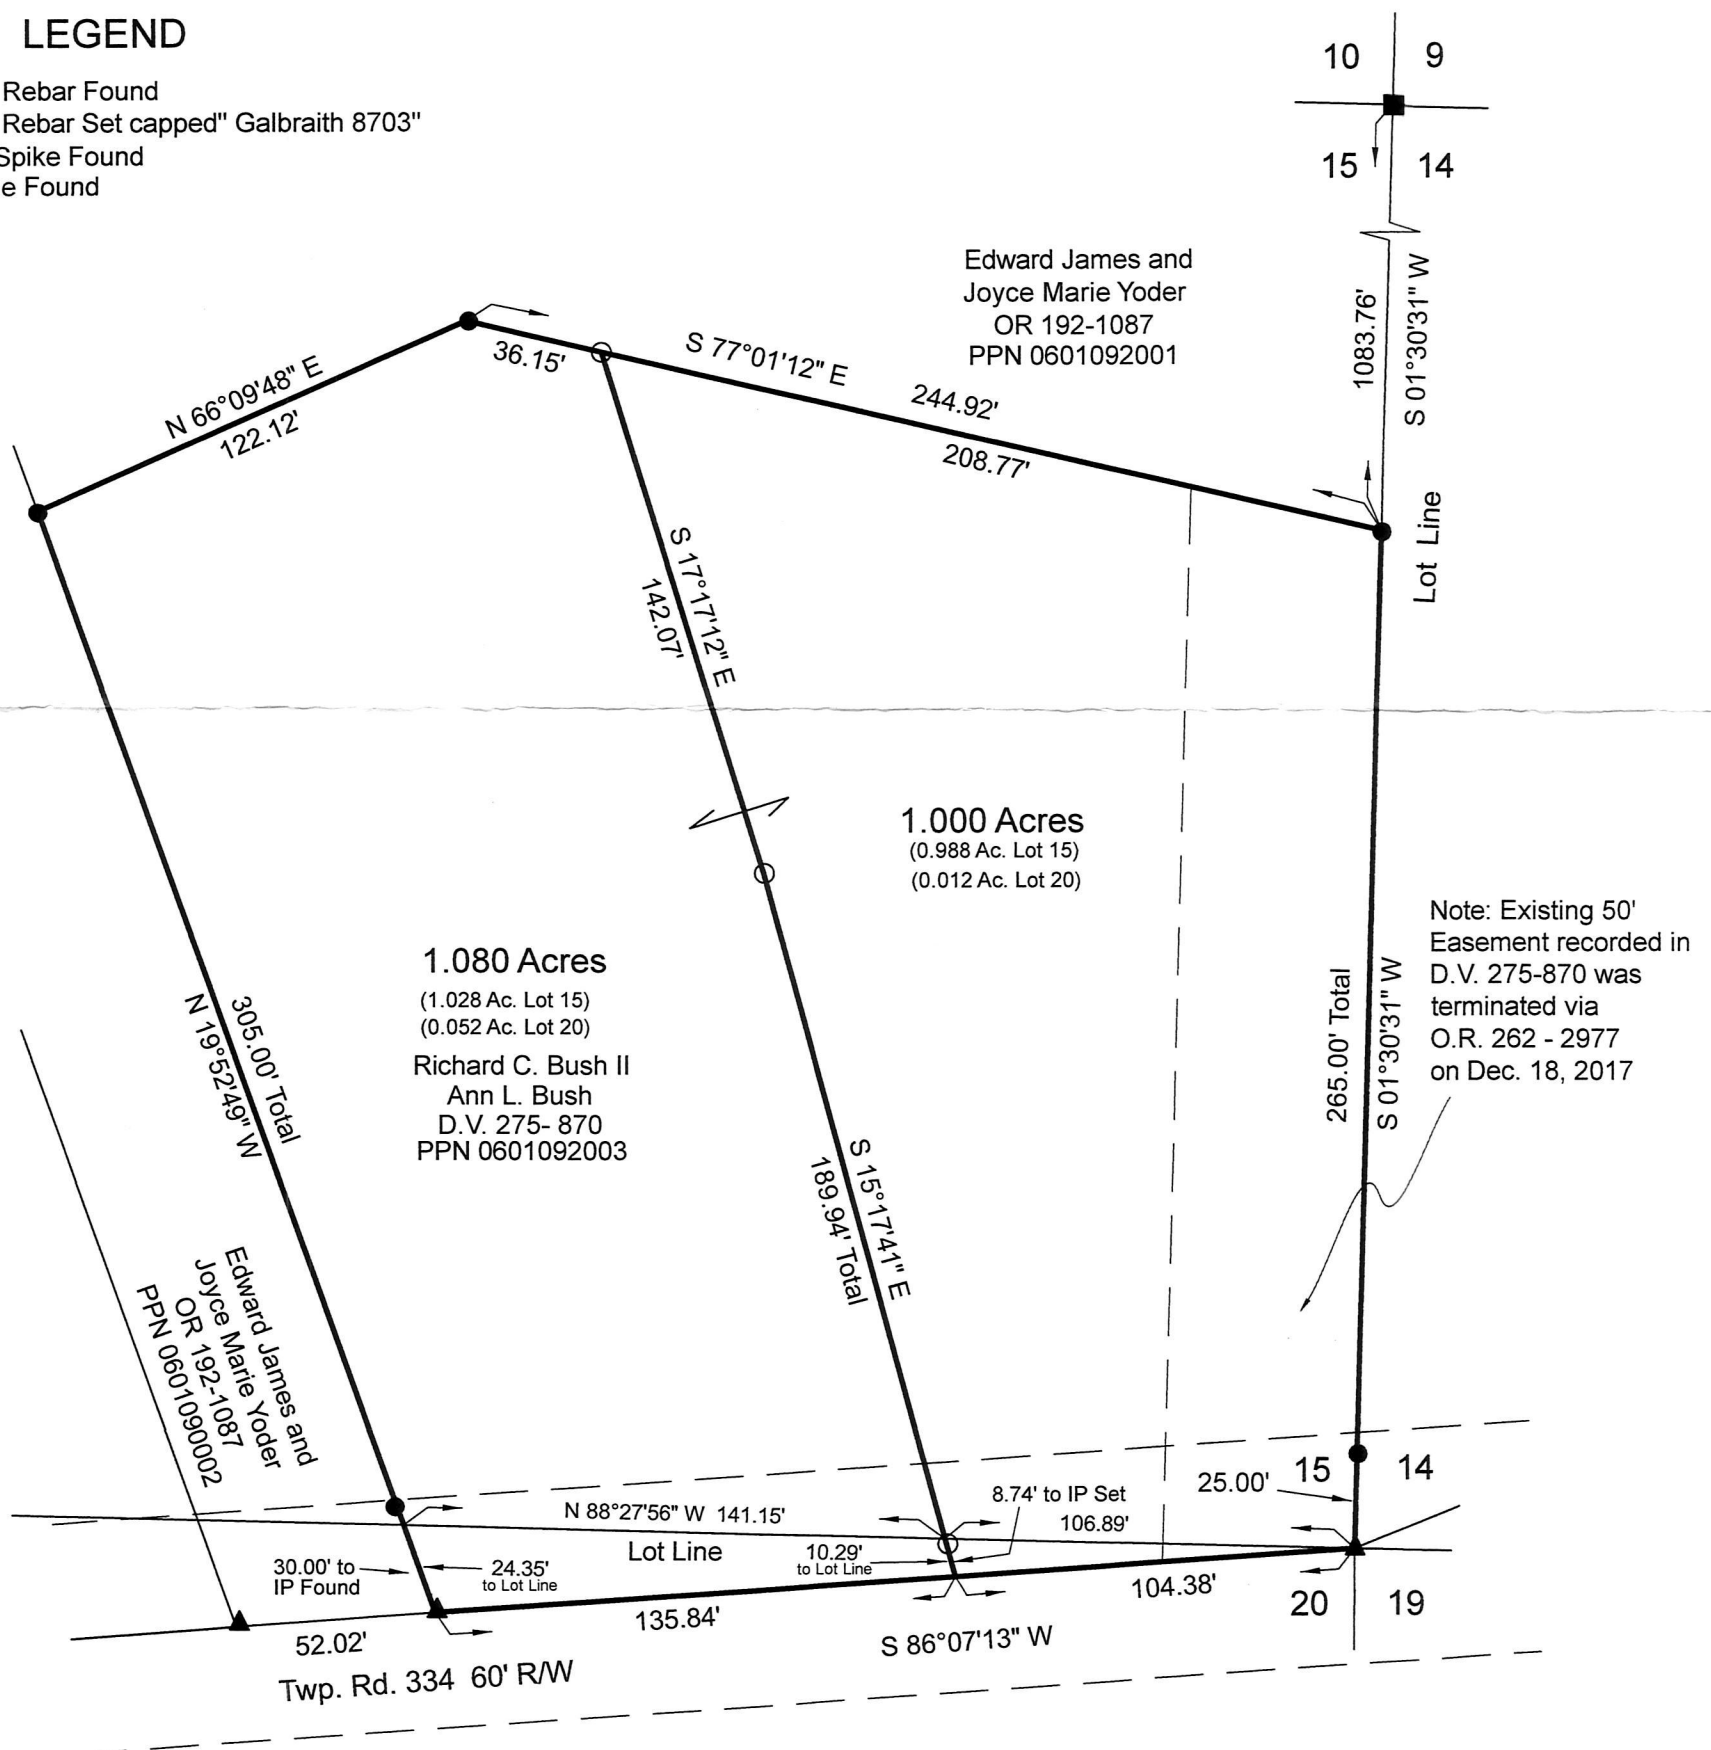 LEGEND
Rebar Found
Rebar Set capped" Galbraith 8703"
Spike Found
e Found
10 9
15 14
Edward James and
Joyce Marie Yoder
OR 192-1087
PPN 0601092001
1083.76'
S 01°30'31" W
Lot Line
N 66°09'48" E
122.12'
36.15'
S 77°01'12" E
244.92'
208.77'
S 17°17'12" E
142.07'
1.000 Acres
(0.988 Ac. Lot 15)
(0.012 Ac. Lot 20)
Note: Existing 50'
Easement recorded in
D.V. 275-870 was
terminated via
O.R. 262 - 2977
on Dec. 18, 2017
1.080 Acres
(1.028 Ac. Lot 15)
(0.052 Ac. Lot 20)
Richard C. Bush II
Ann L. Bush
D.V. 275- 870
PPN 0601092003
305.00' Total
N 19°52'49" W
265.00' Total
S 01°30'31" W
S 15°17'41" E
189.94' Total
Edward James and
Joyce Marie Yoder
OR 192-1087
PPN 0601090002
15 14
25.00'
8.74' to IP Set
N 88°27'56" W 141.15'
106.89'
Lot Line
10.29'
to Lot Line
30.00' to
IP Found
24.35'
to Lot Line
104.38'
20 19
135.84'
52.02'
S 86°07'13" W
Twp. Rd. 334 60' R/W